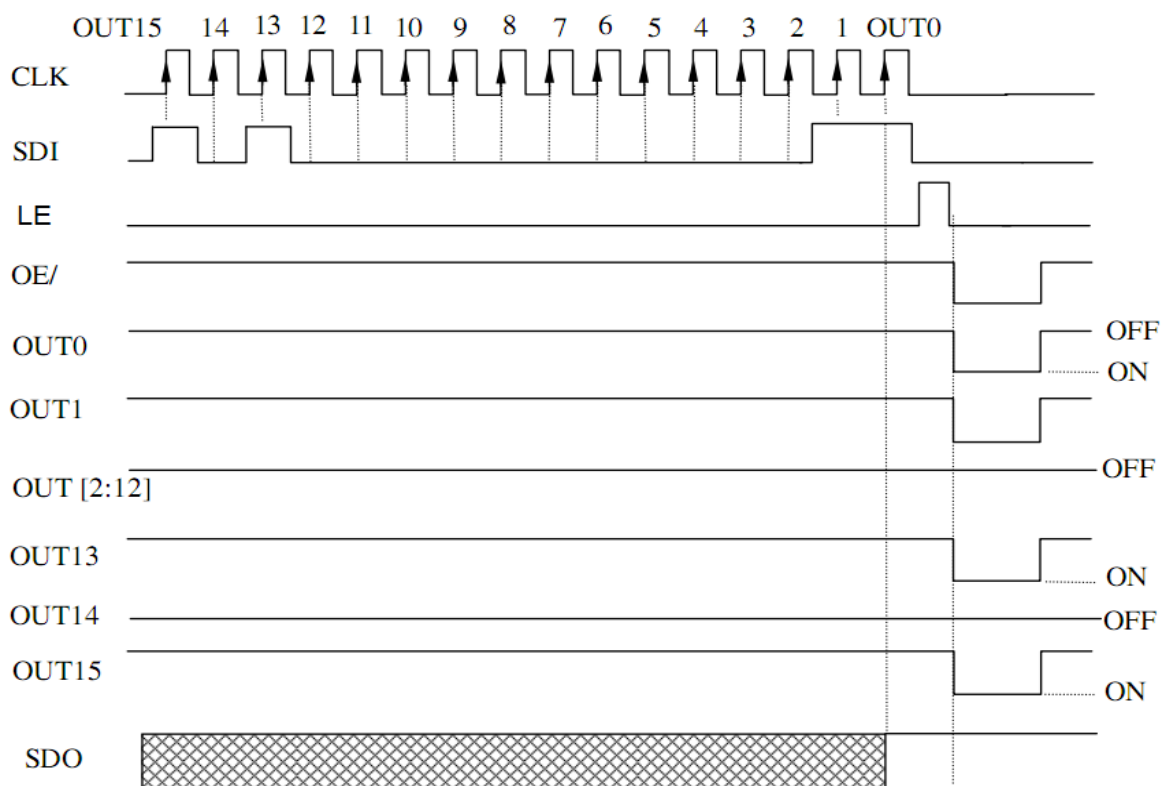 OUT15 14 13 12 11 10 9 8 7 6 5 4 3 2 1 OUT0
CLK
SDI
LE
OE/
OUT0 OFF
ON
OUT1
OUT [2:12] OFF
OUT13
ON
OUT14 OFF
OUT15
ON
SDO